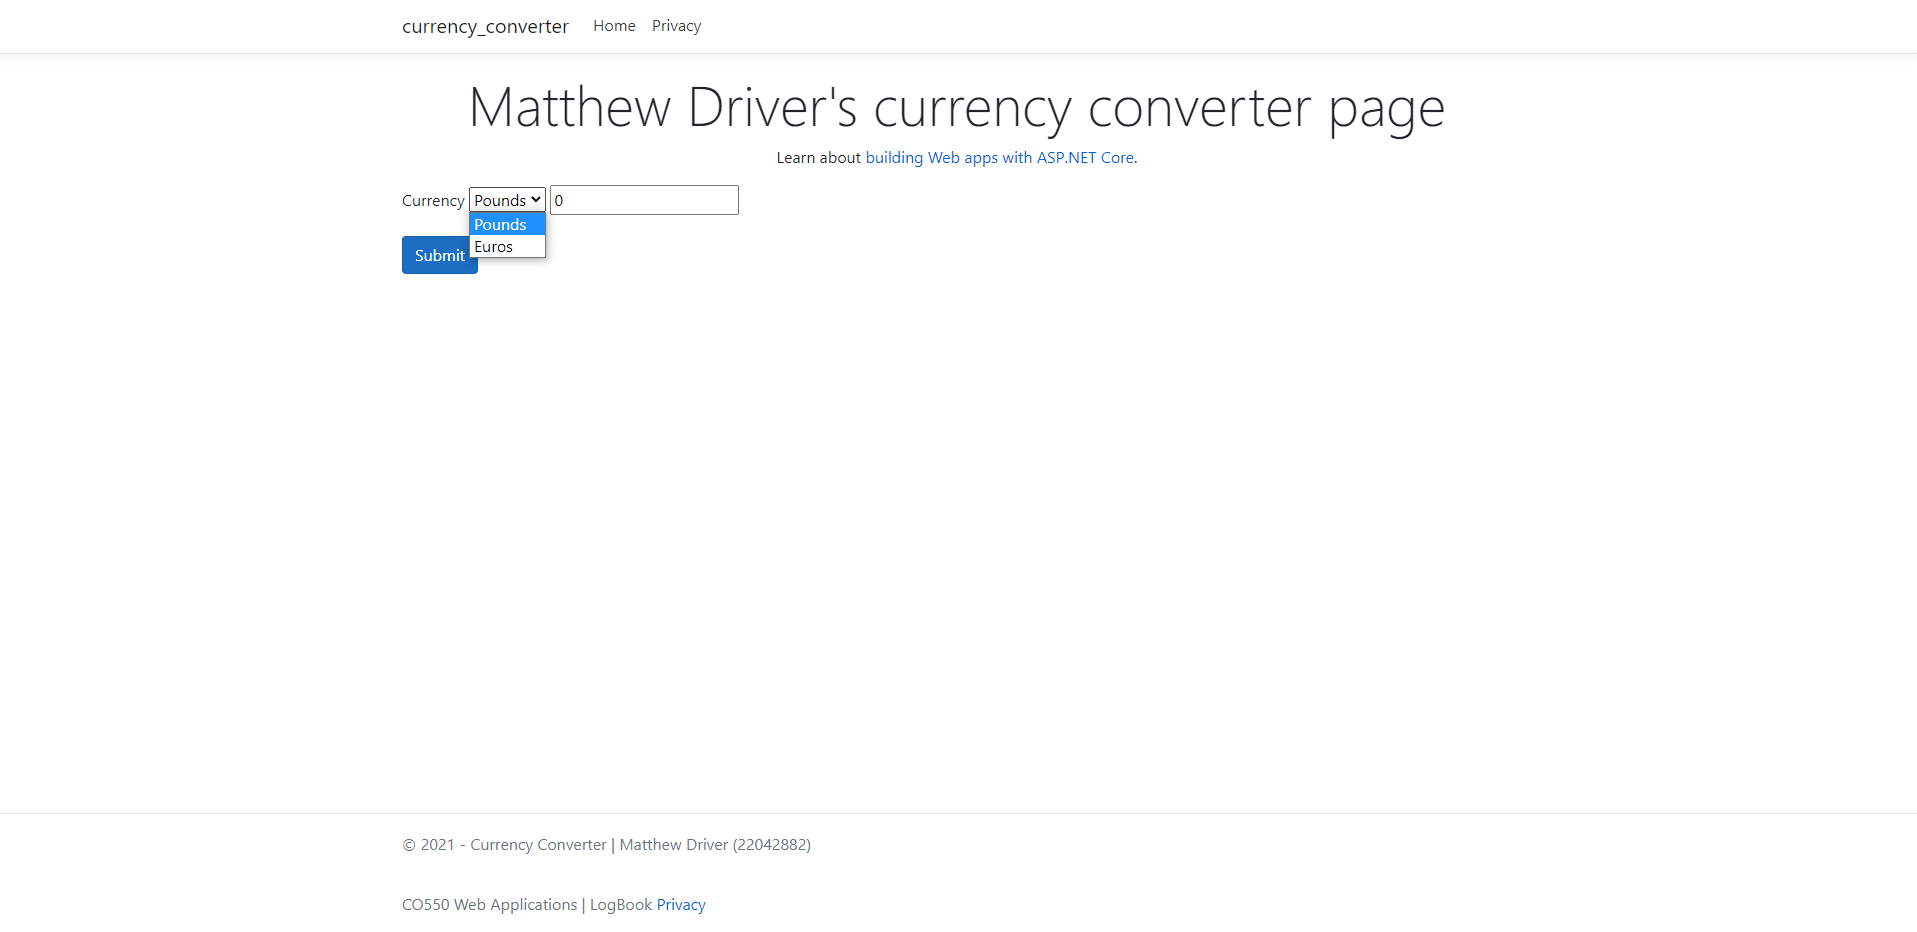 currency_converter Home Privacy
Matthew Driver's currency converter page
Learn about building Web apps with ASP.NET Core.
Currency Pounds 0
Pounds
Euros
Submit
© 2021 - Currency Converter | Matthew Driver (22042882)
CO550 Web Applications | LogBook Privacy